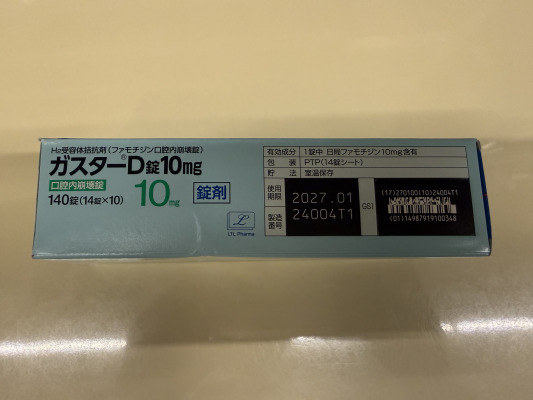 H₂受容体拮抗剤(ファモチジン口腔内崩壊錠)
ガスター®D錠10mg
口腔内崩壊錠
10mg
錠剤
140錠(14錠×10)
LTL Pharma
有効成分 1錠中 日局ファモチジン10mg含有
包装 PTP(14錠シート)
貯法 室温保存
使用期限 2027.01
製造番号 24004T1
GS1
(17)270100(10)24004T1
(01)14987919100348